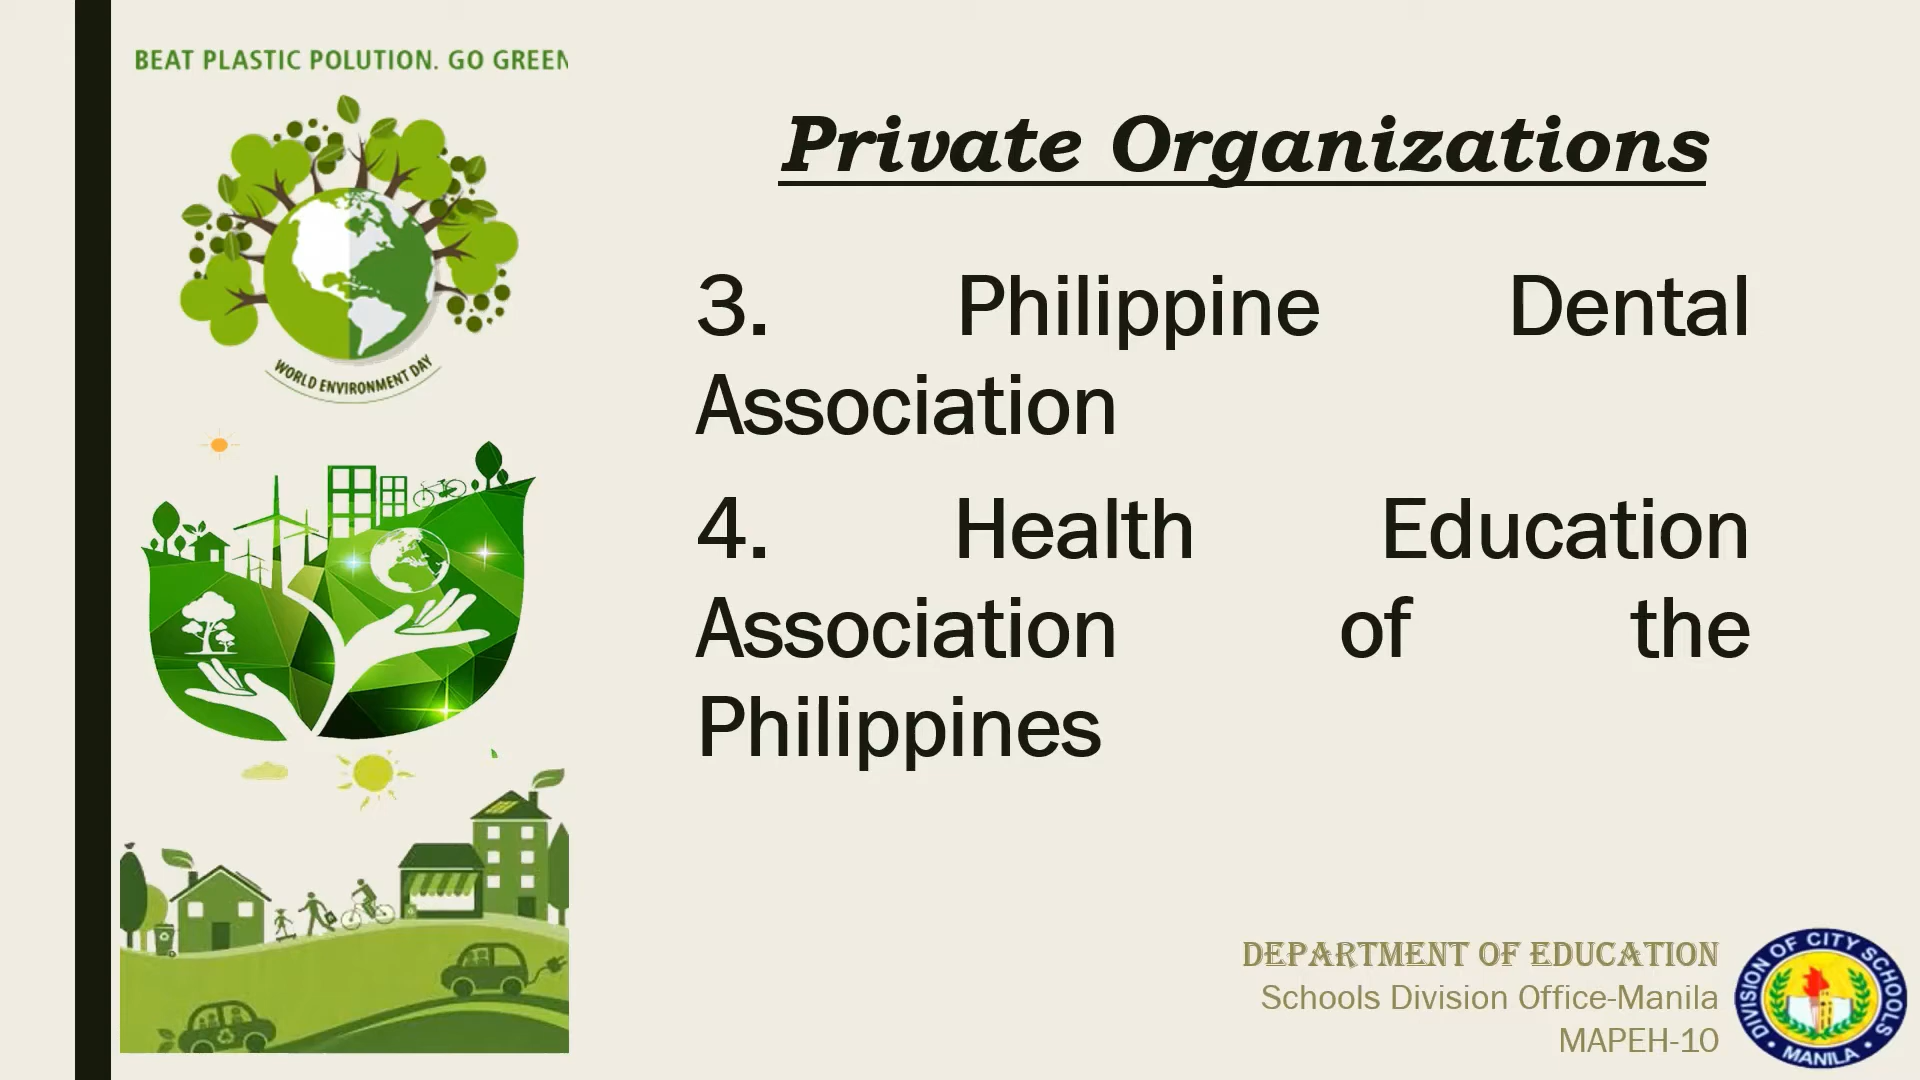 BEAT PLASTIC POLUTION. GO GREEN
WORLD ENVIRONMENT DAY
Private Organizations
3. Philippine Dental
Association
4. Health Education
Association of the
Philippines
DEPARTMENT OF EDUCATION
Schools Division Office-Manila
MAPEH-10
DIVISION OF CITY SCHOOLS
• MANILA •